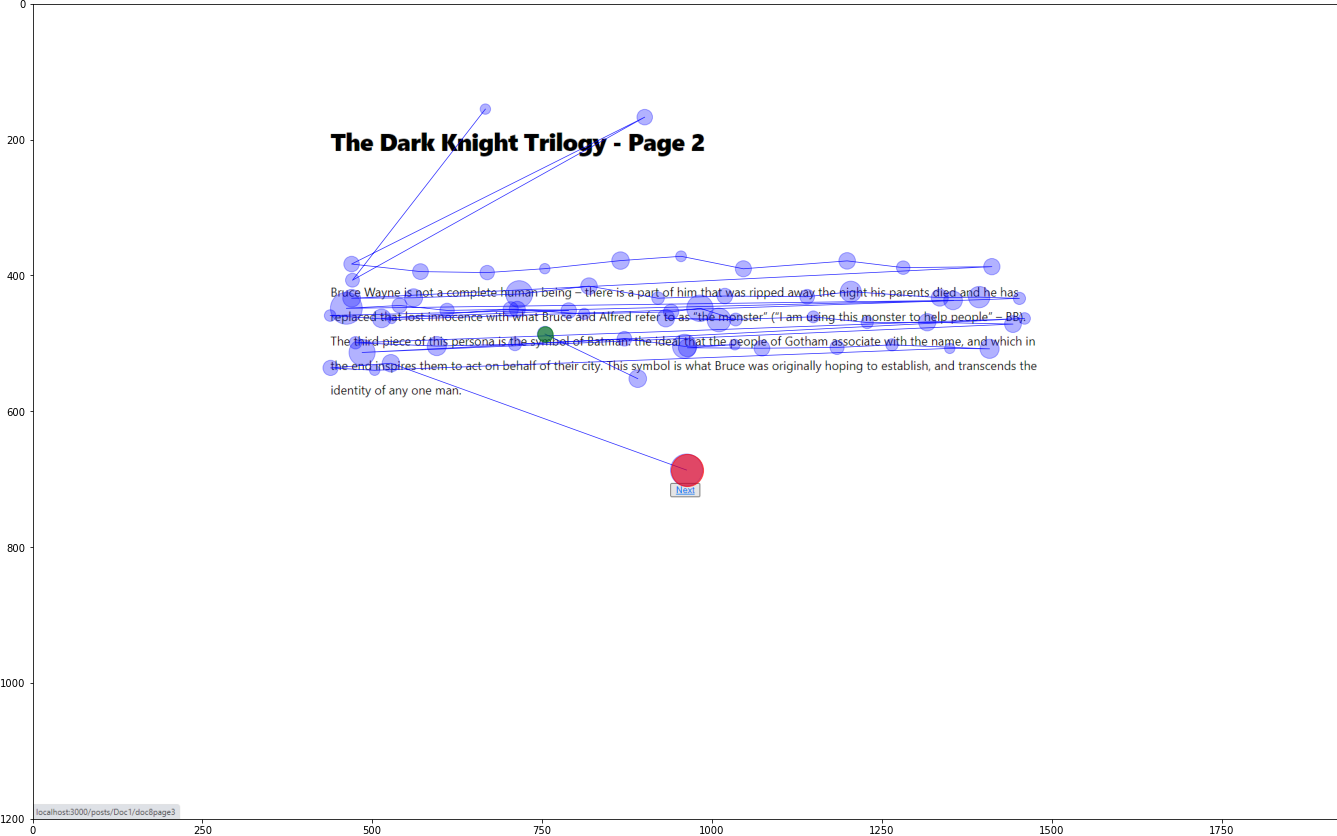 The Dark Knight Trilogy - Page 2
Bruce Wayne is not a complete human being – there is a part of him that was ripped away the night his parents died and he has
replaced that lost innocence with what Bruce and Alfred refer to as “the monster” (“I am using this monster to help people” – BB).
The third piece of this persona is the symbol of Batman: the ideal that the people of Gotham associate with the name, and which in
the end inspires them to act on behalf of their city. This symbol is what Bruce was originally hoping to establish, and transcends the
identity of any one man.
Next
localhost:3000/posts/Doc1/doc8page3
0
200
400
600
800
1000
1200
0 250 500 750 1000 1250 1500 1750